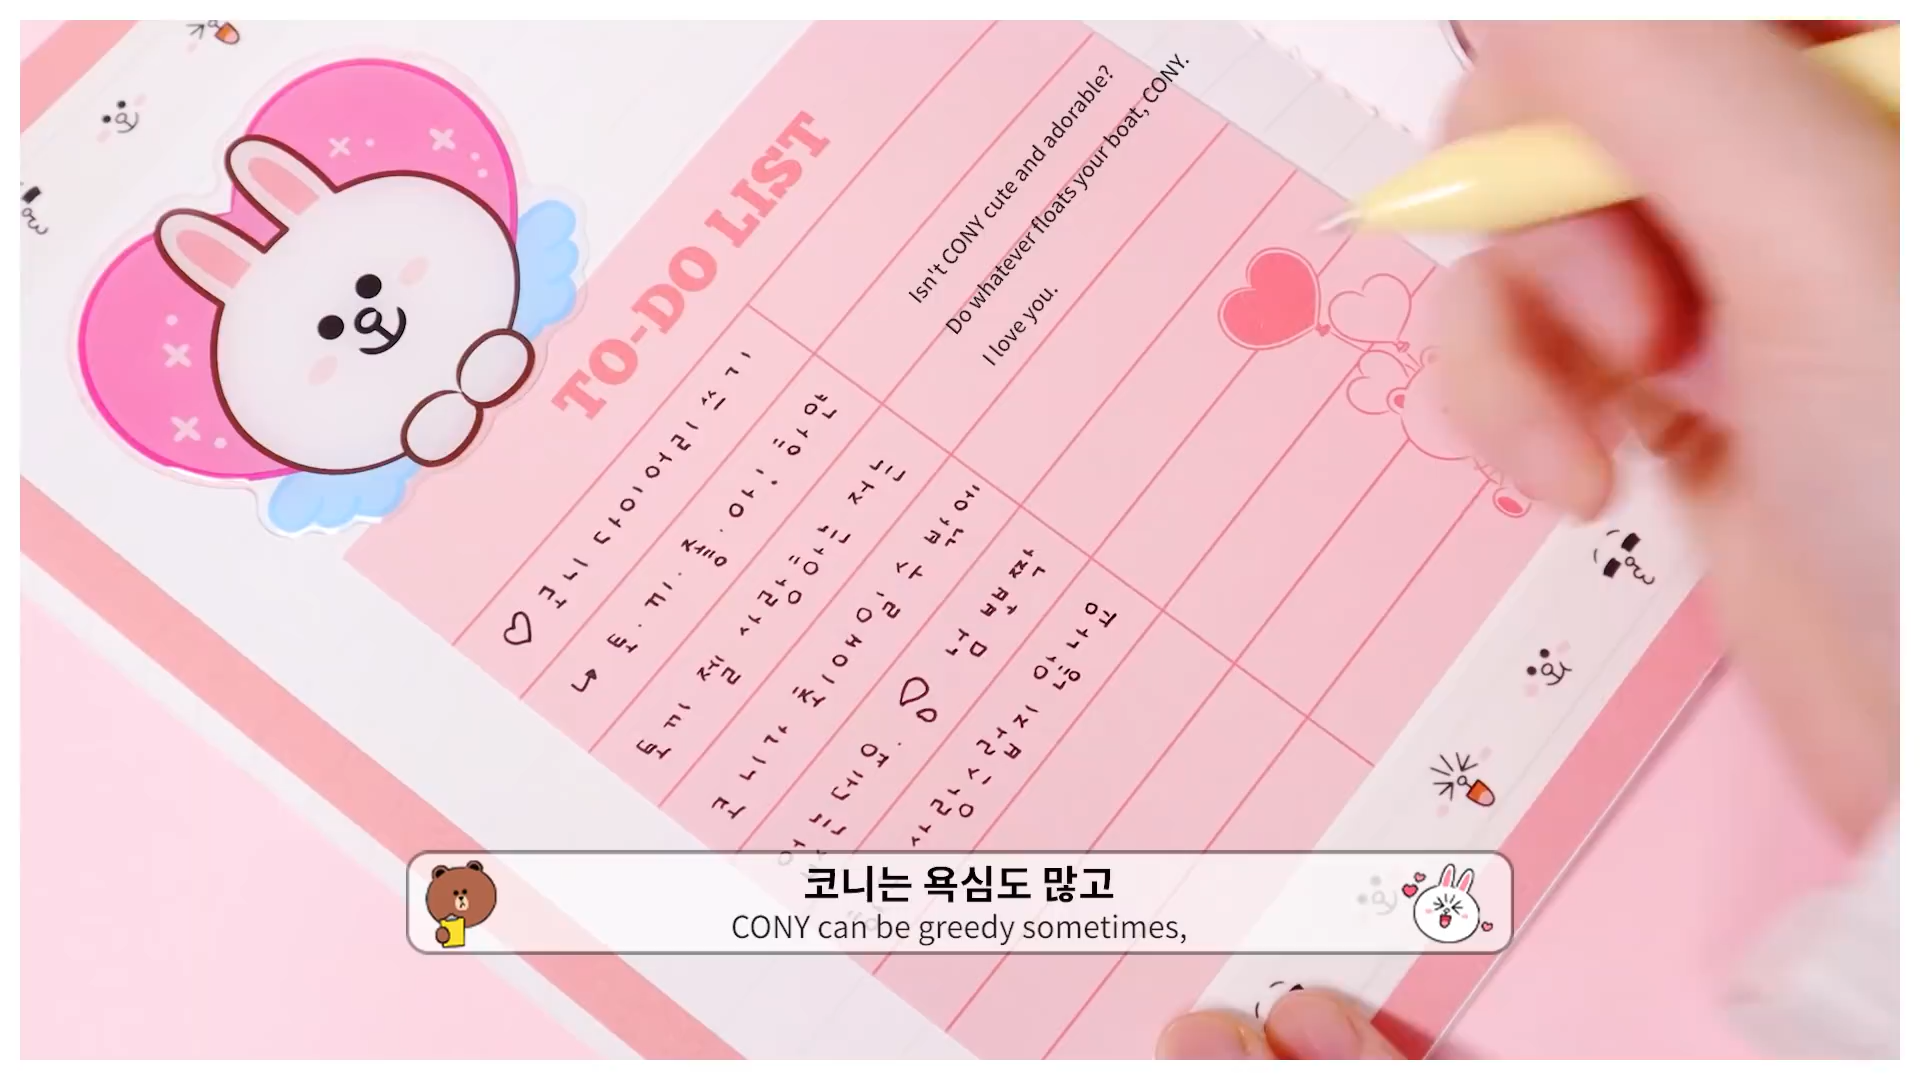 TO-DO LIST
Isn't CONY cute and adorable?
Do whatever floats your boat, CONY.
I love you.
♡ 코니 다이어리 쓰기
↳ 토.끼.춤.아! 하얀
토끼 젤 사랑하는 저는
코니가 최애일 수 밖에
없는데여. 넘 뽀짝
사랑스럽지 않나요
코니는 욕심도 많고
CONY can be greedy sometimes,